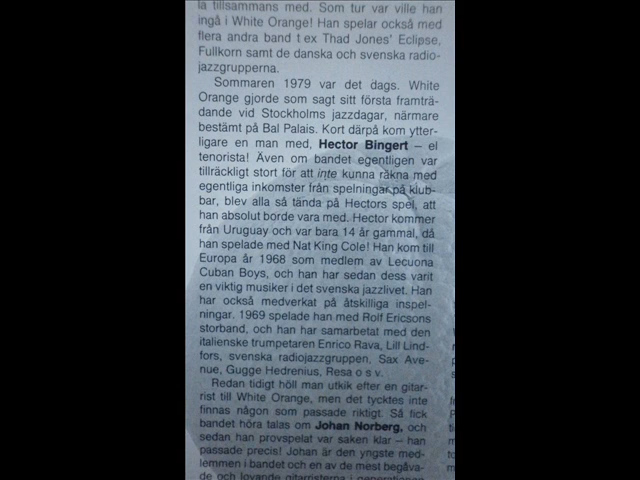 la tillsammans med. Som tur var ville han
ingå i White Orange! Han spelar också med
flera andra band t ex Thad Jones' Eclipse,
Fullkorn samt de danska och svenska radio-
jazzgrupperna.
Sommaren 1979 var det dags. White
Orange gjorde som sagt sitt första framträ-
dande vid Stockholms jazzdagar, närmare
bestämt på Bal Palais. Kort därpå kom ytter-
ligare en man med, Hector Bingert – el
tenorista! Även om bandet egentligen var
tillräckligt stort för att inte kunna räkna med
egentliga inkomster från spelningar på klub-
bar, blev alla så tända på Hectors spel, att
han absolut borde vara med. Hector kommer
från Uruguay och var bara 14 år gammal, då
han spelade med Nat King Cole! Han kom till
Europa år 1968 som medlem av Lecuona
Cuban Boys, och han har sedan dess varit
en viktig musiker i det svenska jazzlivet. Han
har också medverkat på åtskilliga inspel-
ningar. 1969 spelade han med Rolf Ericsons
storband, och han har samarbetat med den
italienske trumpetaren Enrico Rava, Lill Lind-
fors, svenska radiojazzgruppen, Sax Ave-
nue, Gugge Hedrenius, Resa o s v.
Redan tidigt höll man utkik efter en gitar-
rist till White Orange, men det tycktes inte
finnas någon som passade riktigt. Så fick
bandet höra talas om Johan Norberg, och
sedan han provspelat var saken klar – han
passade precis! Johan är den yngste med-
lemmen i bandet och en av de mest begåva-
de och lovande gitarristerna i generationen